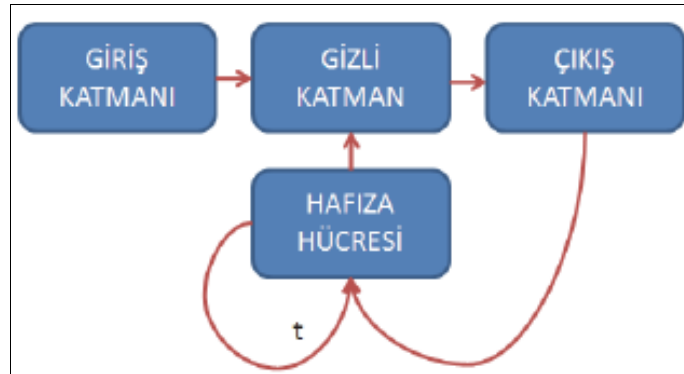 GİRİŞ
KATMANI
GİZLİ
KATMAN
ÇIKIŞ
KATMANI
HAFIZA
HÜCRESİ
t